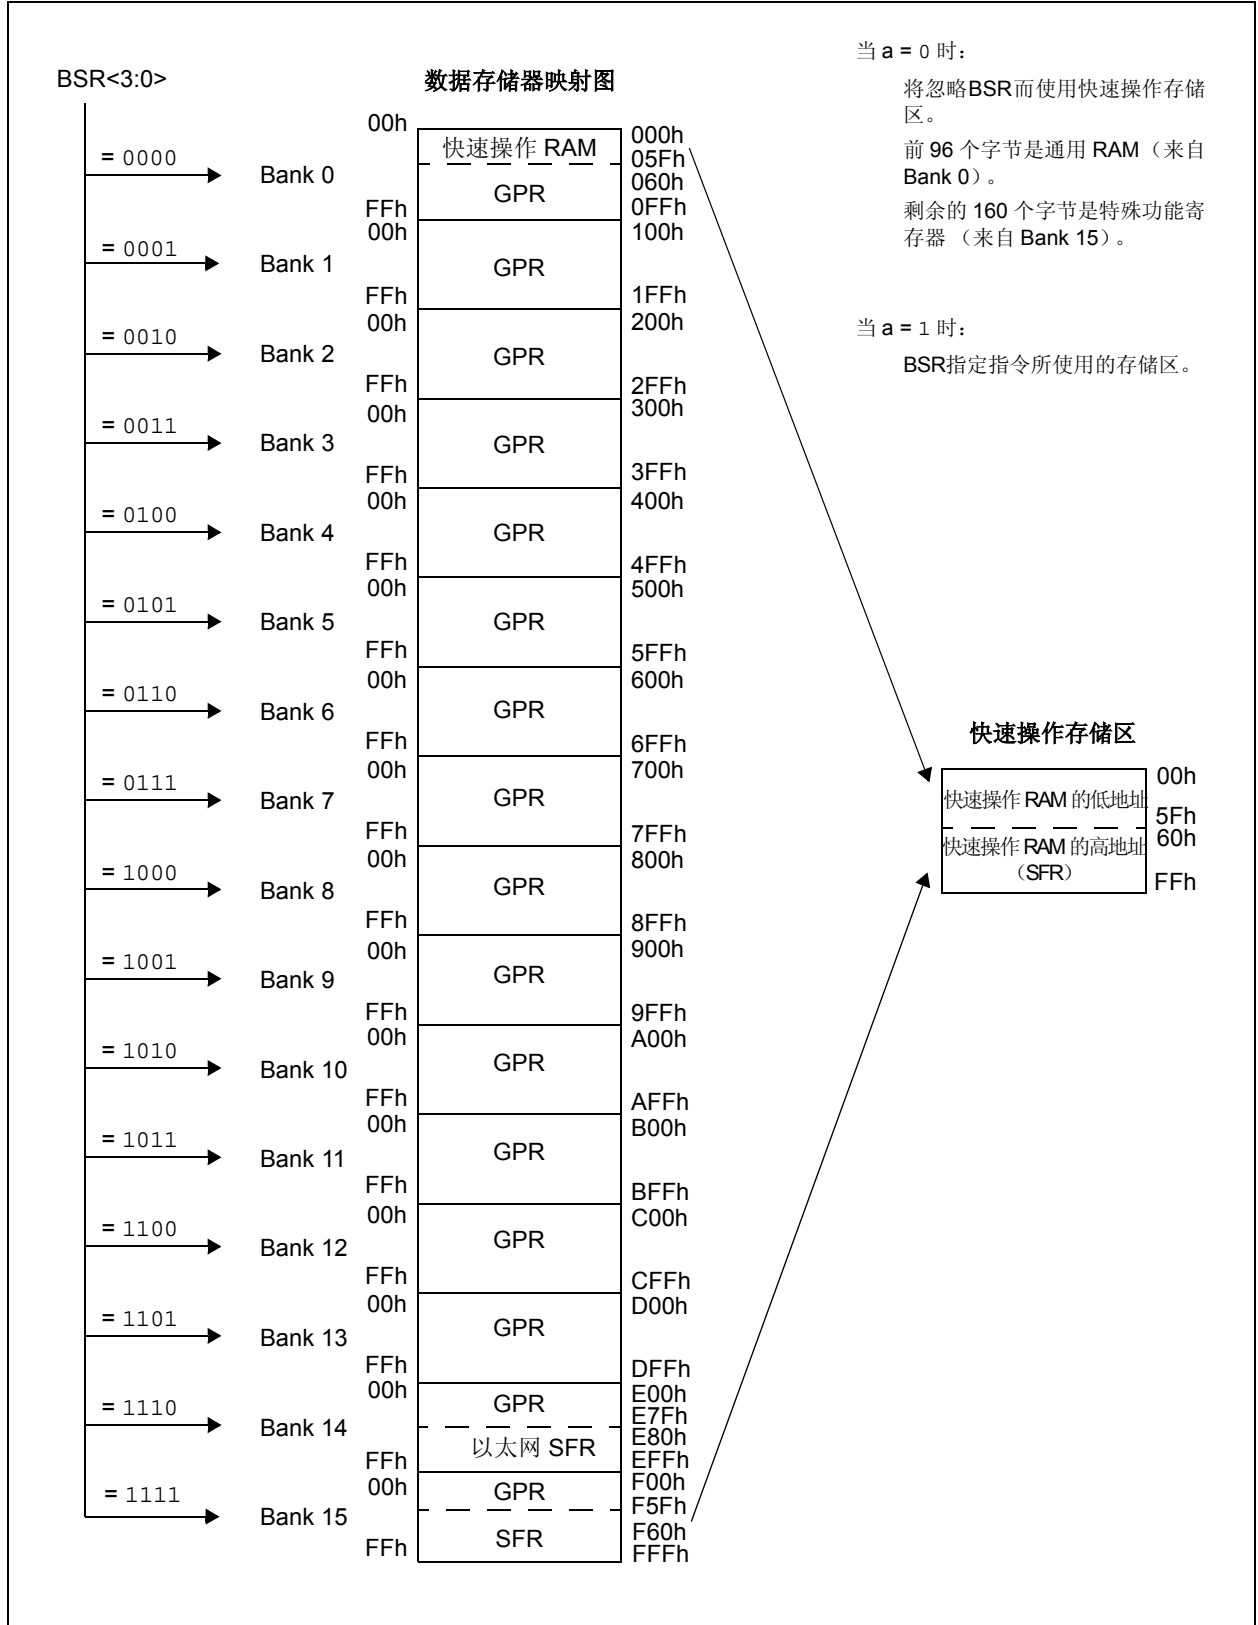 当 a = 0 时：
将忽略BSR而使用快速操作存储
区。
前 96 个字节是通用 RAM（来自
Bank 0）。
剩余的 160 个字节是特殊功能寄
存器 （来自 Bank 15）。
当 a = 1 时：
BSR指定指令所使用的存储区。
BSR<3:0>
数据存储器映射图
= 0000
Bank 0
00h
FFh
快速操作 RAM
GPR
000h
05Fh
060h
0FFh
= 0001
Bank 1
00h
FFh
GPR
100h
1FFh
= 0010
Bank 2
00h
FFh
GPR
200h
2FFh
= 0011
Bank 3
00h
FFh
GPR
300h
3FFh
= 0100
Bank 4
00h
FFh
GPR
400h
4FFh
= 0101
Bank 5
00h
FFh
GPR
500h
5FFh
= 0110
Bank 6
00h
FFh
GPR
600h
6FFh
= 0111
Bank 7
00h
FFh
GPR
700h
7FFh
= 1000
Bank 8
00h
FFh
GPR
800h
8FFh
= 1001
Bank 9
00h
FFh
GPR
900h
9FFh
= 1010
Bank 10
00h
FFh
GPR
A00h
AFFh
= 1011
Bank 11
00h
FFh
GPR
B00h
BFFh
= 1100
Bank 12
00h
FFh
GPR
C00h
CFFh
= 1101
Bank 13
00h
FFh
GPR
D00h
DFFh
= 1110
Bank 14
00h
FFh
GPR
以太网 SFR
E00h
E7Fh
E80h
EFFh
= 1111
Bank 15
00h
FFh
GPR
SFR
F00h
F5Fh
F60h
FFFh
快速操作存储区
快速操作 RAM 的低地址
快速操作 RAM 的高地址
（SFR）
00h
5Fh
60h
FFh